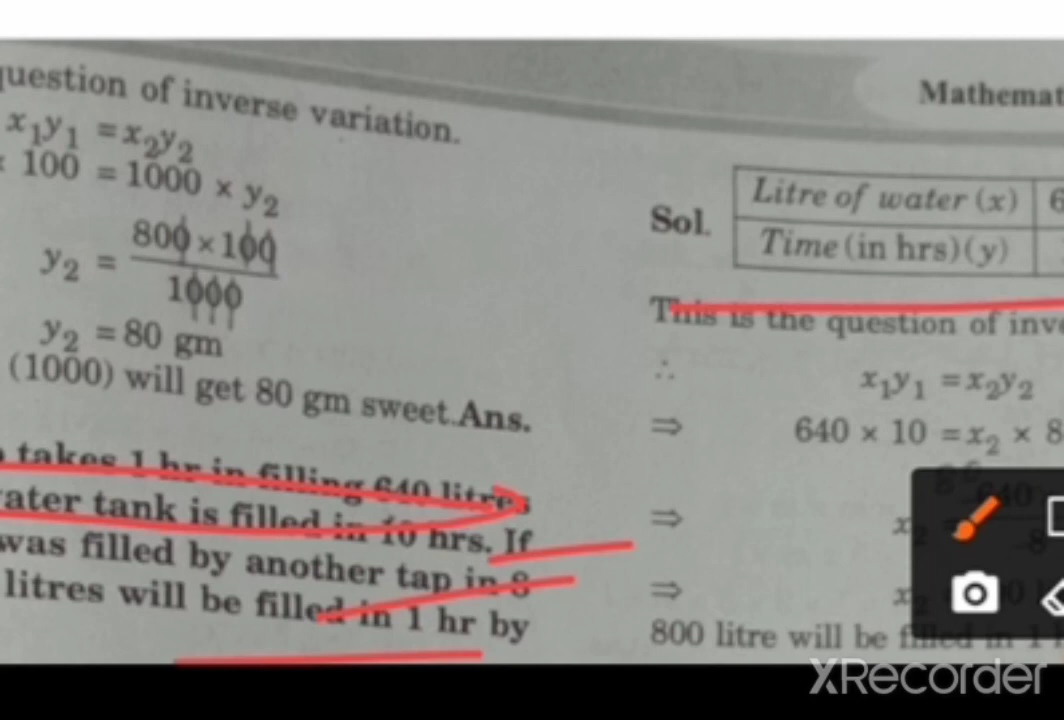 question of inverse variation.
x₁y₁ = x₂y₂
× 100 = 1000 × y₂
y₂ = 800 × 100
1000
y₂ = 80 gm
(1000) will get 80 gm sweet. Ans.
takes 1 hr in filling 640 litres
ater tank is filled in 10 hrs. If
was filled by another tap in 8
litres will be filled in 1 hr by
Mathemat
Sol.
Litre of water (x) 6
Time (in hrs) (y)
This is the question of inve
∴ x₁y₁ = x₂y₂
⇒ 640 × 10 = x₂ × 8
⇒
⇒
800 litre will be filled in 1
XRecorder